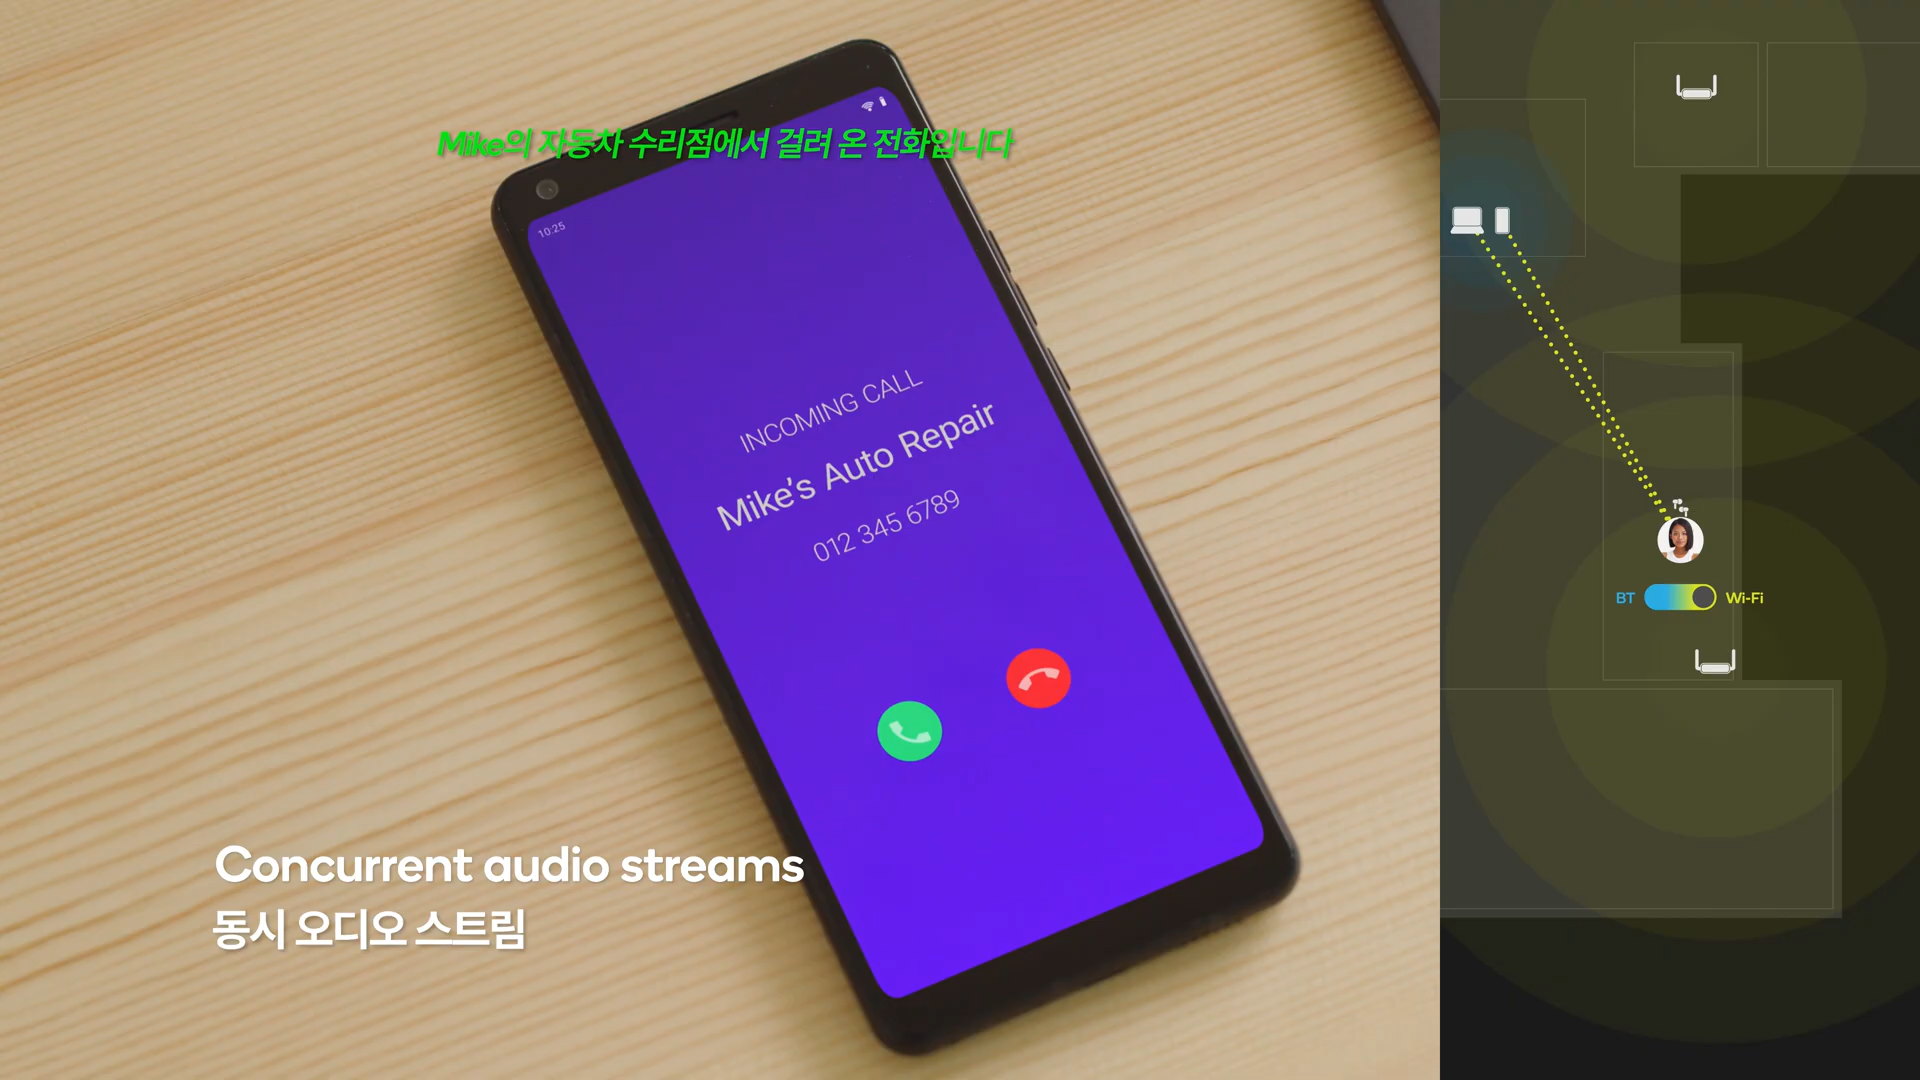 Mike의 자동차 수리점에서 걸려 온 전화입니다
10:25
INCOMING CALL
Mike's Auto Repair
012 345 6789
Concurrent audio streams
동시 오디오 스트림
BT
Wi-Fi